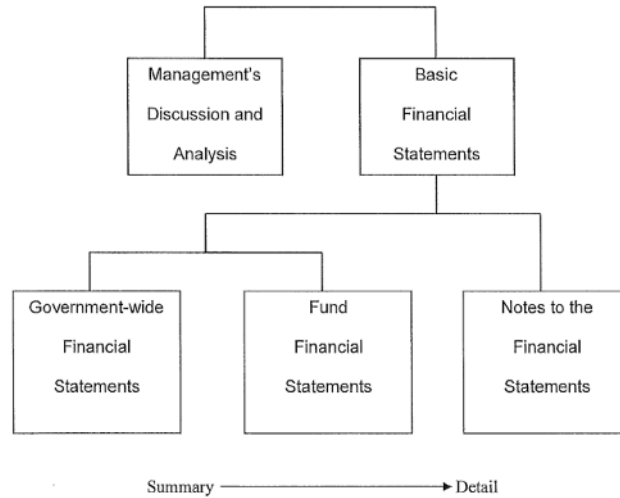 Management's
Discussion and
Analysis
Basic
Financial
Statements
Government-wide
Financial
Statements
Fund
Financial
Statements
Notes to the
Financial
Statements
Summary
Detail